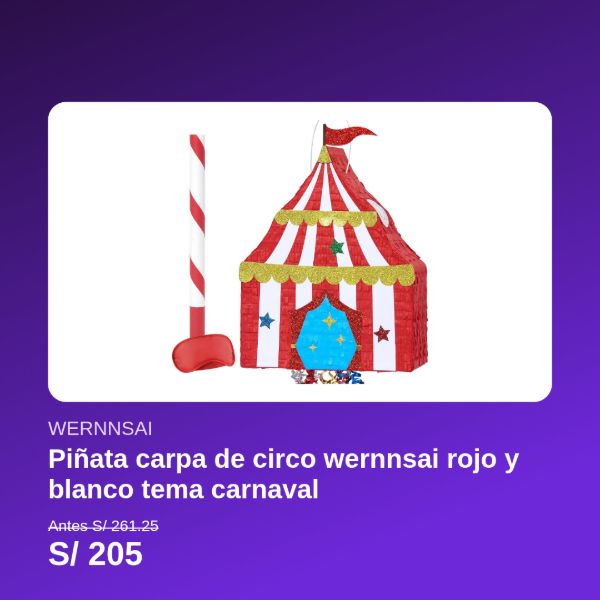 WERNNSAI
Piñata carpa de circo wernnsai rojo y
blanco tema carnaval
Antes S/ 261.25
S/ 205